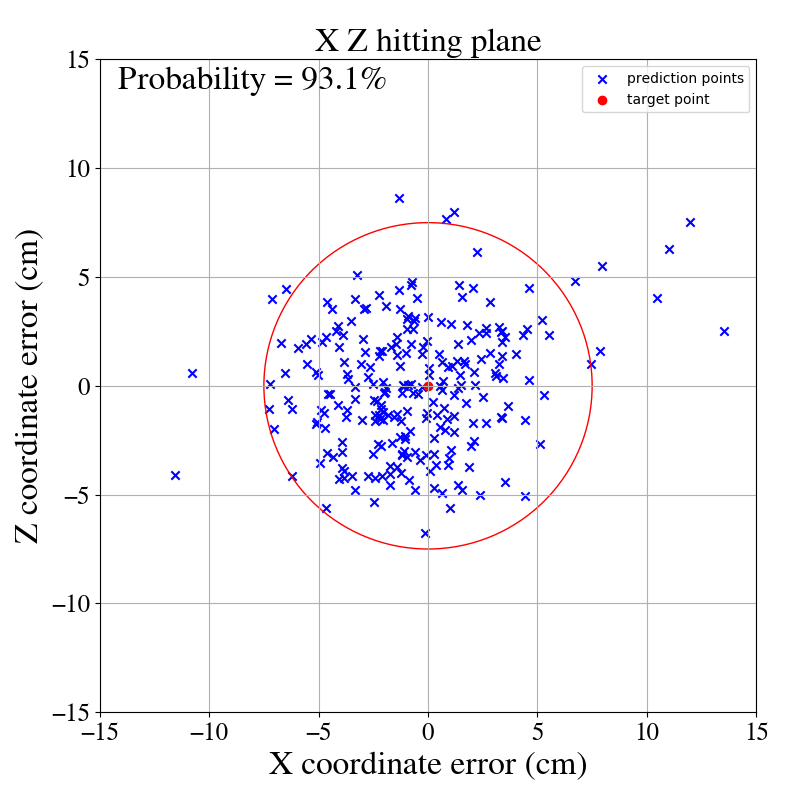 X Z hitting plane
Probability = 93.1%
prediction points
target point
Z coordinate error (cm)
15
10
5
0
−5
−10
−15
−15
−10
−5
0
5
10
15
X coordinate error (cm)